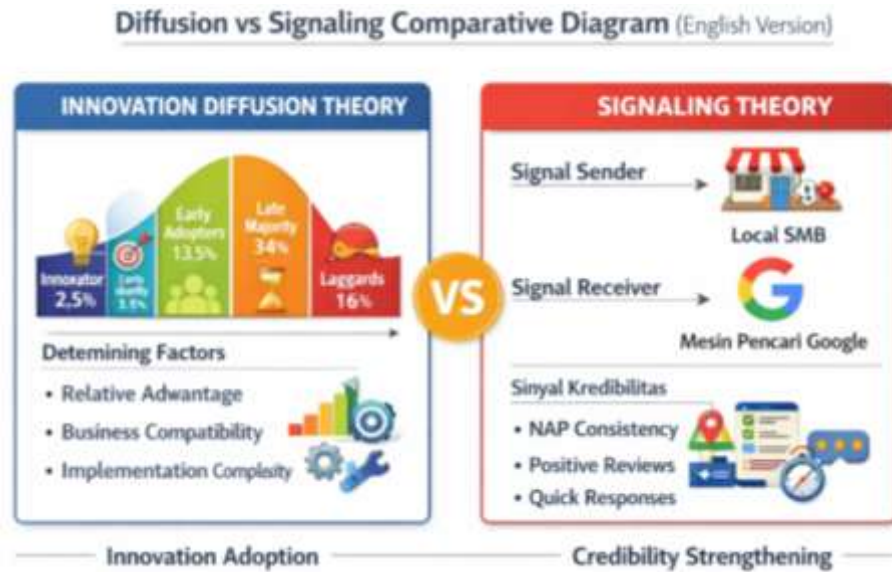 Diffusion vs Signaling Comparative Diagram (English Version)
INNOVATION DIFFUSION THEORY
Innoxator
2.5%
Early
Adopters
13.5%
Late
Majority
34%
Laggards
16%
Detemining Factors
• Relative Adwantage
• Business Compatibility
• Implementation Complexity
VS
SIGNALING THEORY
Signal Sender
Local SMB
Signal Receiver
Mesin Pencari Google
Sinyal Kredibilitas
• NAP Consistency
• Positive Reviews
• Quick Responses
Innovation Adoption
Credibility Strengthening